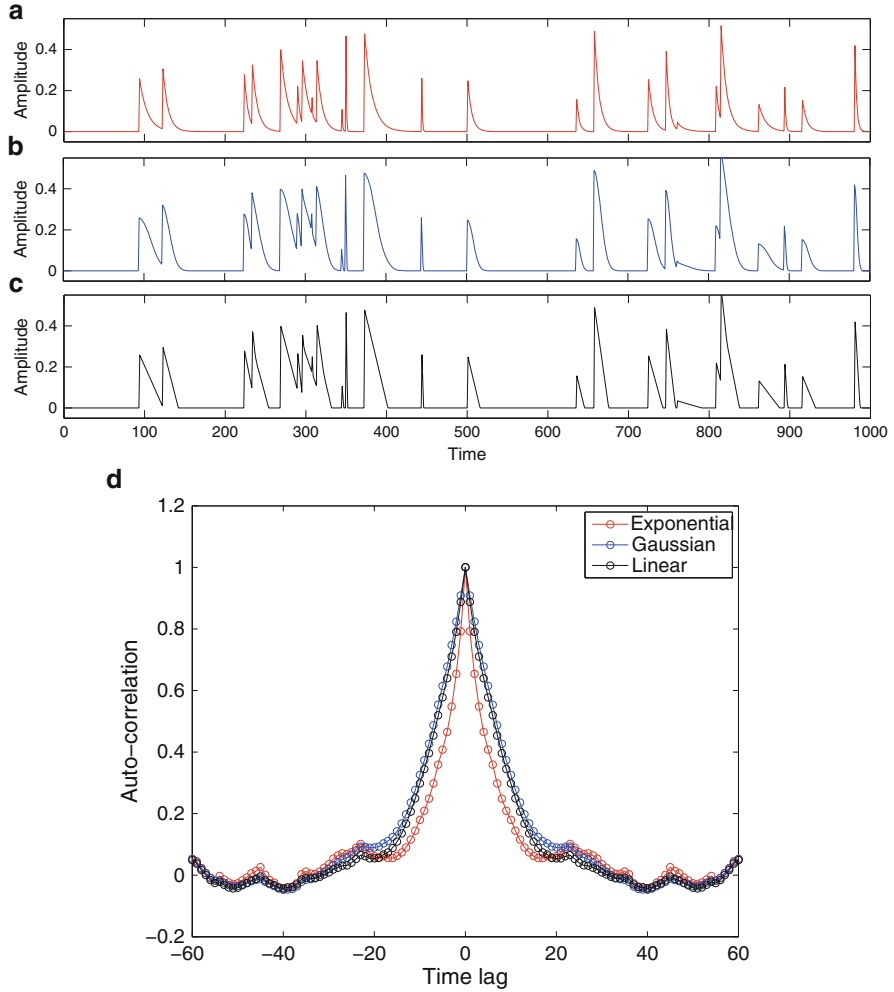 a
Amplitude
0.4
0.2
0
b
Amplitude
0.4
0.2
0
c
Amplitude
0.4
0.2
0
0 100 200 300 400 500 600 700 800 900 1000
Time
d
Auto−correlation
1.2
1
0.8
0.6
0.4
0.2
0
−0.2
Exponential
Gaussian
Linear
−60 −40 −20 0 20 40 60
Time lag